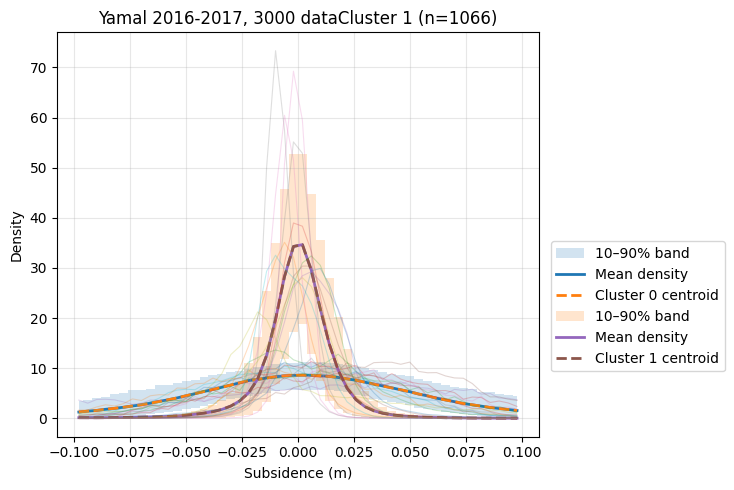 Yamal 2016-2017, 3000 dataCluster 1 (n=1066)
Density
70
60
50
40
30
20
10
0
−0.100 −0.075 −0.050 −0.025 0.000 0.025 0.050 0.075 0.100
Subsidence (m)
10–90% band
Mean density
Cluster 0 centroid
10–90% band
Mean density
Cluster 1 centroid